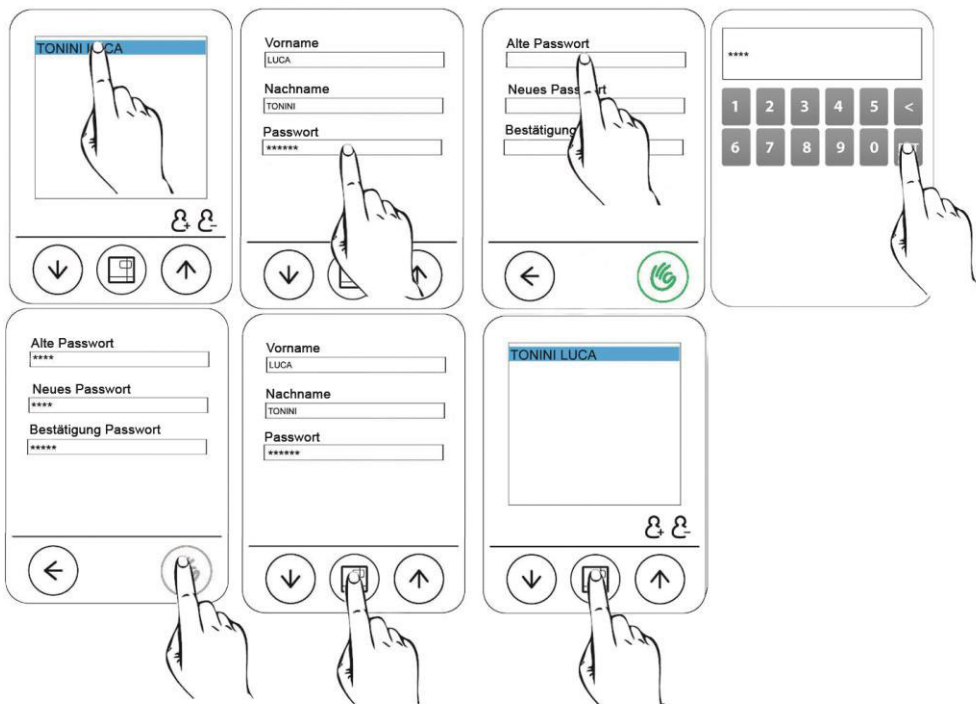 TONINI LUCA
Vorname
LUCA
Nachname
TONINI
Passwort
******
Alte Passwort
Neues Passwort
Bestätigung
****
1 2 3 4 5 <
6 7 8 9 0
Alte Passwort
****
Neues Passwort
****
Bestätigung Passwort
*****
Vorname
LUCA
Nachname
TONINI
Passwort
******
TONINI LUCA